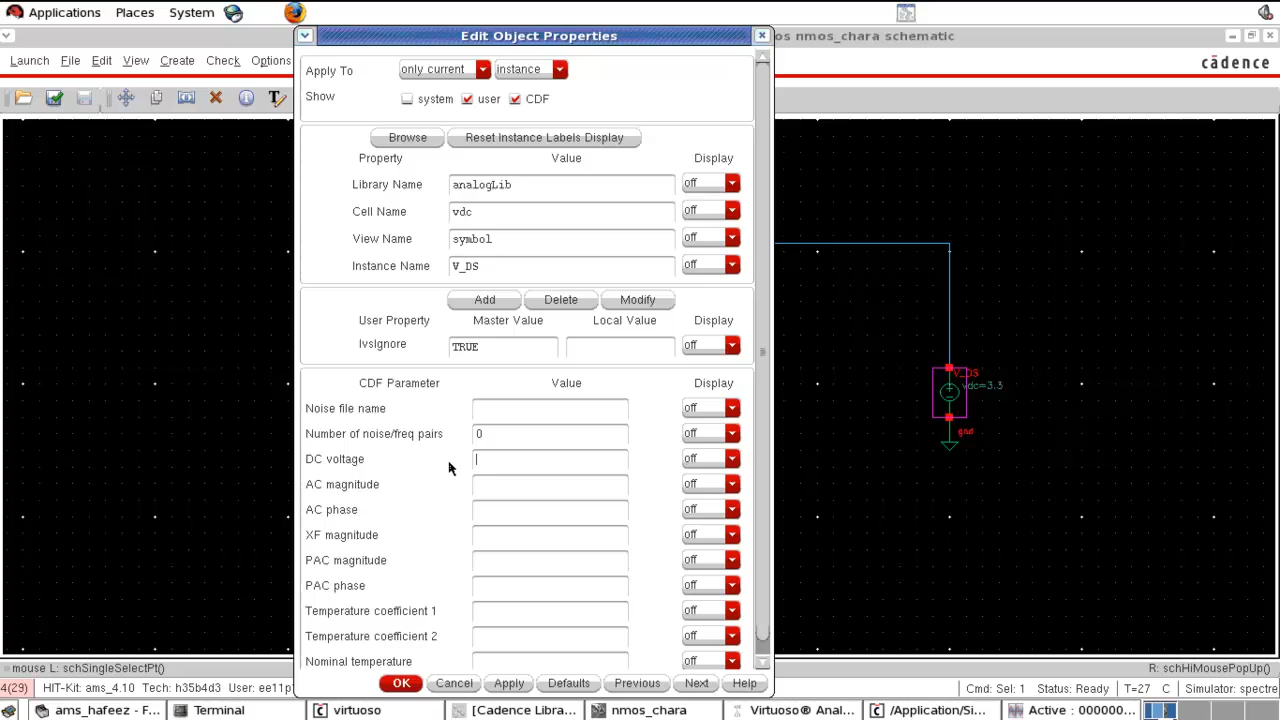 Applications Places System
Edit Object Properties
os nmos_chara schematic
Launch File Edit View Create Check Options
cādence
Apply To only current instance
Show system user CDF
Browse Reset Instance Labels Display
Property Value Display
Library Name analogLib off
Cell Name vdc off
View Name symbol off
Instance Name V_DS off
Add Delete Modify
User Property Master Value Local Value Display
lvsIgnore TRUE off
CDF Parameter Value Display
Noise file name off
Number of noise/freq pairs 0 off
DC voltage off
AC magnitude off
AC phase off
XF magnitude off
PAC magnitude off
PAC phase off
Temperature coefficient 1 off
Temperature coefficient 2 off
Nominal temperature off
OK Cancel Apply Defaults Previous Next Help
V_DS
vdc=3.3
gnd
mouse L: schSingleSelectPt() R: schHiMousePopUp()
4(29) HIT-Kit: ams_4.10 Tech: h35b4d3 User: ee11p Cmd: Sel: 1 Status: Ready T=27 C Simulator: spectre
ams_hafeez - F... Terminal virtuoso [Cadence Libra... nmos_chara Virtuoso® Anal... /Application/Si... Active : 000000...